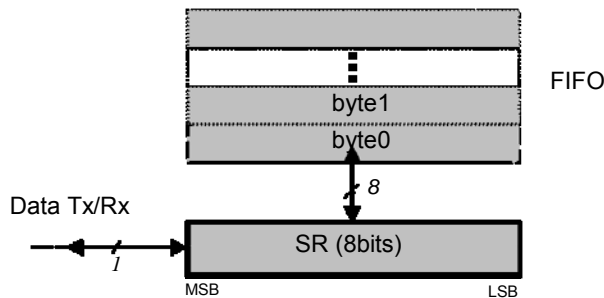 FIFO
byte1
byte0
8
Data Tx/Rx
1
SR (8bits)
MSB LSB